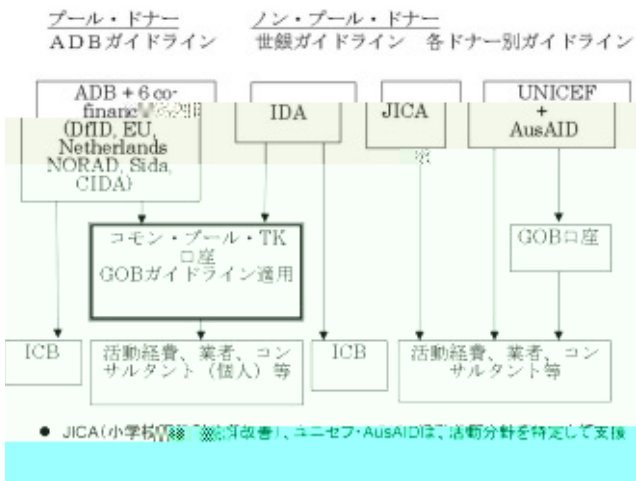 プール・ドナー
ADBガイドライン
ノン・プール・ドナー
世銀ガイドライン 各ドナー別ガイドライン
ADB + 6 co-
financ
(DfID, EU,
Netherlands
NORAD, Sida,
CIDA)
IDA
JICA
UNICEF
+
AusAID
コモン・プール・TK
口座
GOBガイドライン適用
GOB口座
ICB
活動経費、業者、コン
サルタント（個人）等
ICB
活動経費、業者、コン
サルタント等
● JICA(小学校 改善)、ユニセフ・AusAIDは、活動分野を特定して支援